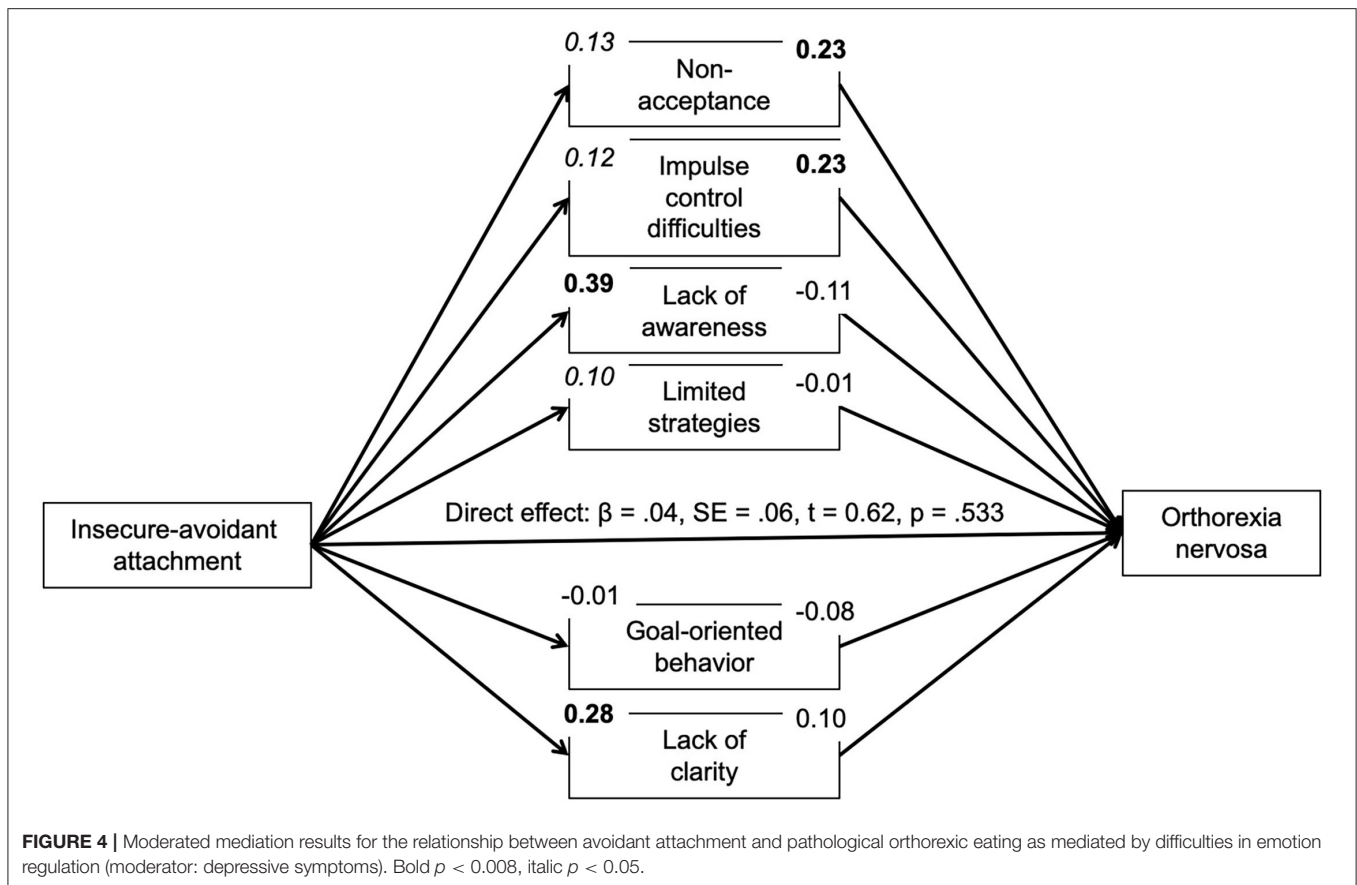 0.13
0.23
Non-
acceptance
0.12
Impulse
control
difficulties
0.23
0.39
Lack of
awareness
-0.11
0.10
Limited
strategies
-0.01
Insecure-avoidant
attachment
Direct effect: β = .04, SE = .06, t = 0.62, p = .533
Orthorexia
nervosa
-0.01
Goal-oriented
behavior
-0.08
0.28
Lack of
clarity
0.10
FIGURE 4 | Moderated mediation results for the relationship between avoidant attachment and pathological orthorexic eating as mediated by difficulties in emotion
regulation (moderator: depressive symptoms). Bold p < 0.008, italic p < 0.05.